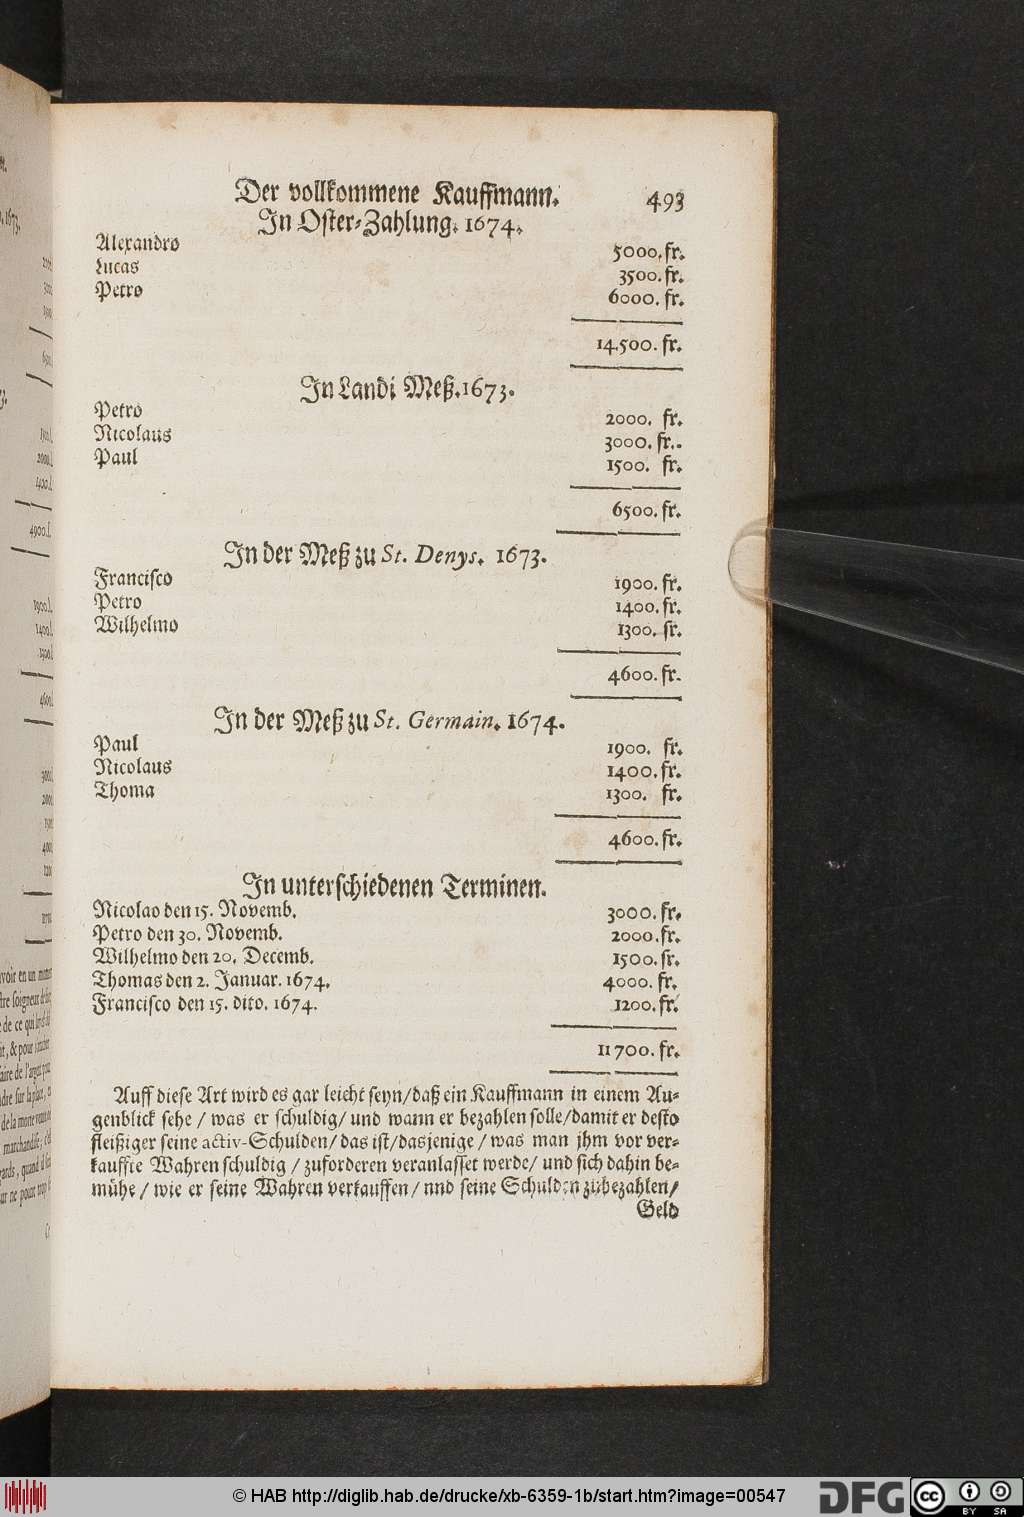 Der vollkommene Kauffmann. 493
In Oster-Zahlung. 1674.
Alexandro 5000. fr.
Lucas 3500. fr.
Petro 6000. fr.
14500. fr.
In Landi Meß. 1673.
Petro 2000. fr.
Nicolaus 3000. fr..
Paul 1500. fr.
6500. fr.
In der Meß zu St. Denys. 1673.
Francisco 1900. fr.
Petro 1400. fr.
Wilhelmo 1300. fr.
4600. fr.
In der Meß zu St. Germain. 1674.
Paul 1900. fr.
Nicolaus 1400. fr.
Thoma 1300. fr.
4600. fr.
In unterschiedenen Terminen.
Nicolao den 15. Novemb. 3000. fr.
Petro den 30. Novemb. 2000. fr.
Wilhelmo den 20. Decemb. 1500. fr.
Thomas den 2. Januar. 1674. 4000. fr.
Francisco den 15. dito. 1674. 1200. fr.
11700. fr.
Auff diese Art wird es gar leicht seyn/ daß ein Kauffmann in einem Au-
genblick sehe / was er schuldig/ und wann er bezahlen solle/ damit er desto
fleißiger seine activ-Schulden/ das ist/ dasjenige / was man jhm vor ver-
kauffte Wahren schuldig / zuforderen veranlasset werde/ und sich dahin be-
mühe / wie er seine Wahren verkauffen / nnd seine Schulden zubezahlen/
Geld
© HAB http://diglib.hab.de/drucke/xb-6359-1b/start.htm?image=00547
DFG
cc BY SA